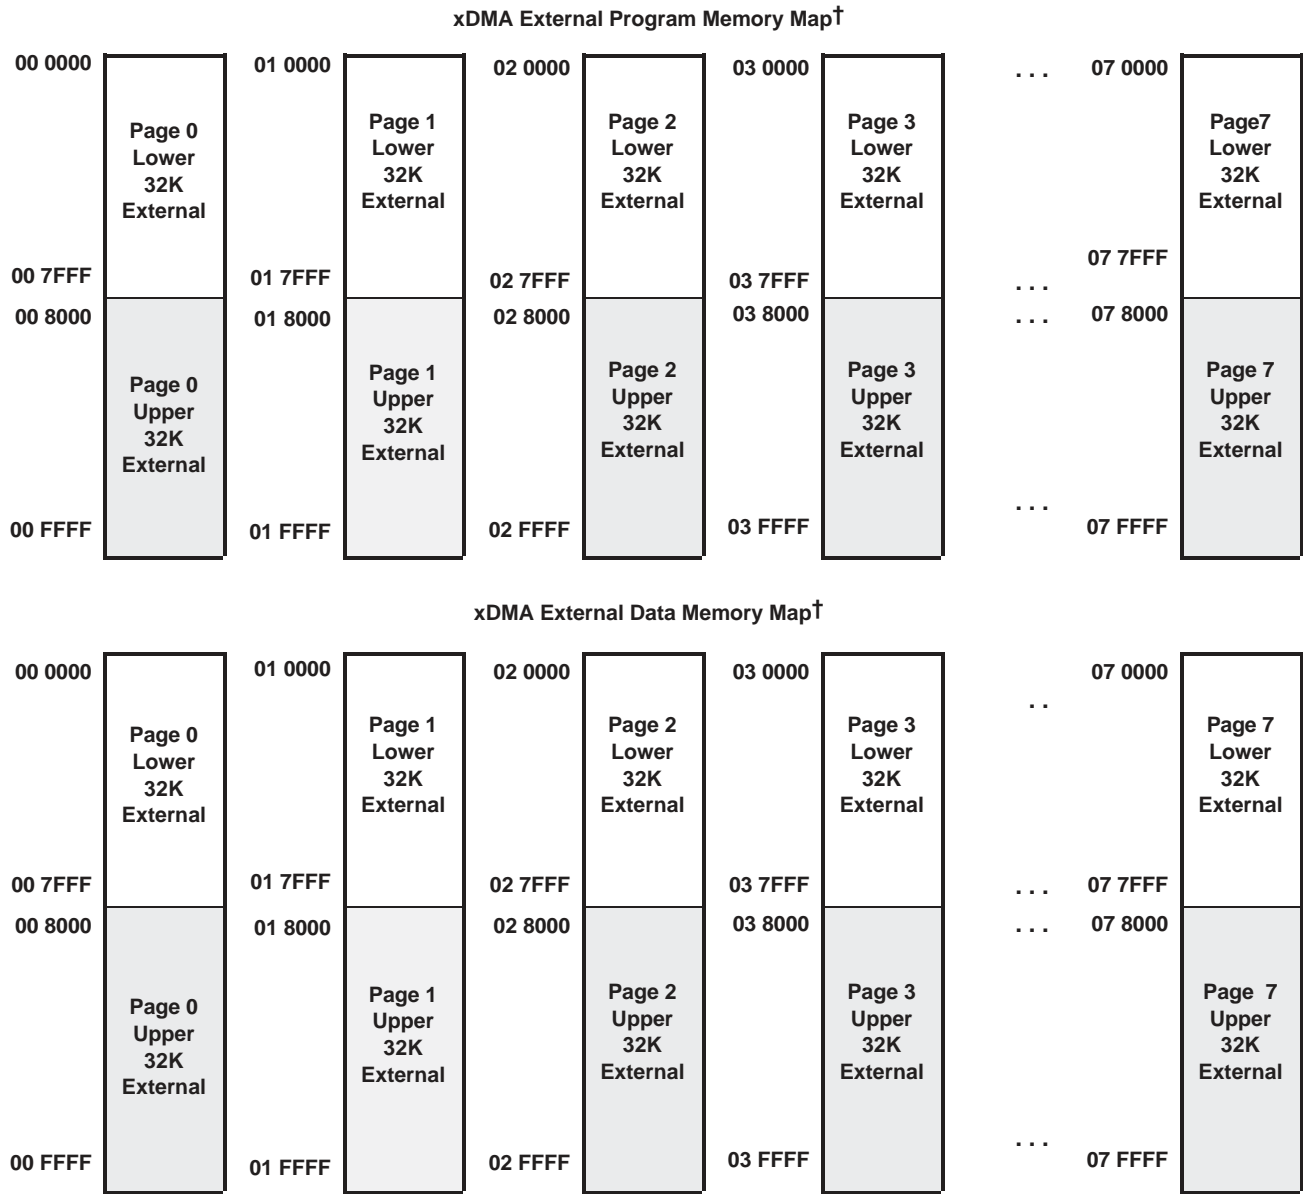 xDMA External Program Memory Map†
00 0000
01 0000
02 0000
03 0000
. . .
07 0000
Page 0
Lower
32K
External
Page 1
Lower
32K
External
Page 2
Lower
32K
External
Page 3
Lower
32K
External
Page7
Lower
32K
External
00 7FFF
01 7FFF
02 7FFF
03 7FFF
. . .
07 7FFF
00 8000
01 8000
02 8000
03 8000
. . .
07 8000
Page 0
Upper
32K
External
Page 1
Upper
32K
External
Page 2
Upper
32K
External
Page 3
Upper
32K
External
Page 7
Upper
32K
External
00 FFFF
01 FFFF
02 FFFF
03 FFFF
. . .
07 FFFF
xDMA External Data Memory Map†
00 0000
01 0000
02 0000
03 0000
. .
07 0000
Page 0
Lower
32K
External
Page 1
Lower
32K
External
Page 2
Lower
32K
External
Page 3
Lower
32K
External
Page 7
Lower
32K
External
00 7FFF
01 7FFF
02 7FFF
03 7FFF
. . .
07 7FFF
00 8000
01 8000
02 8000
03 8000
. . .
07 8000
Page 0
Upper
32K
External
Page 1
Upper
32K
External
Page 2
Upper
32K
External
Page 3
Upper
32K
External
Page 7
Upper
32K
External
00 FFFF
01 FFFF
02 FFFF
03 FFFF
. . .
07 FFFF